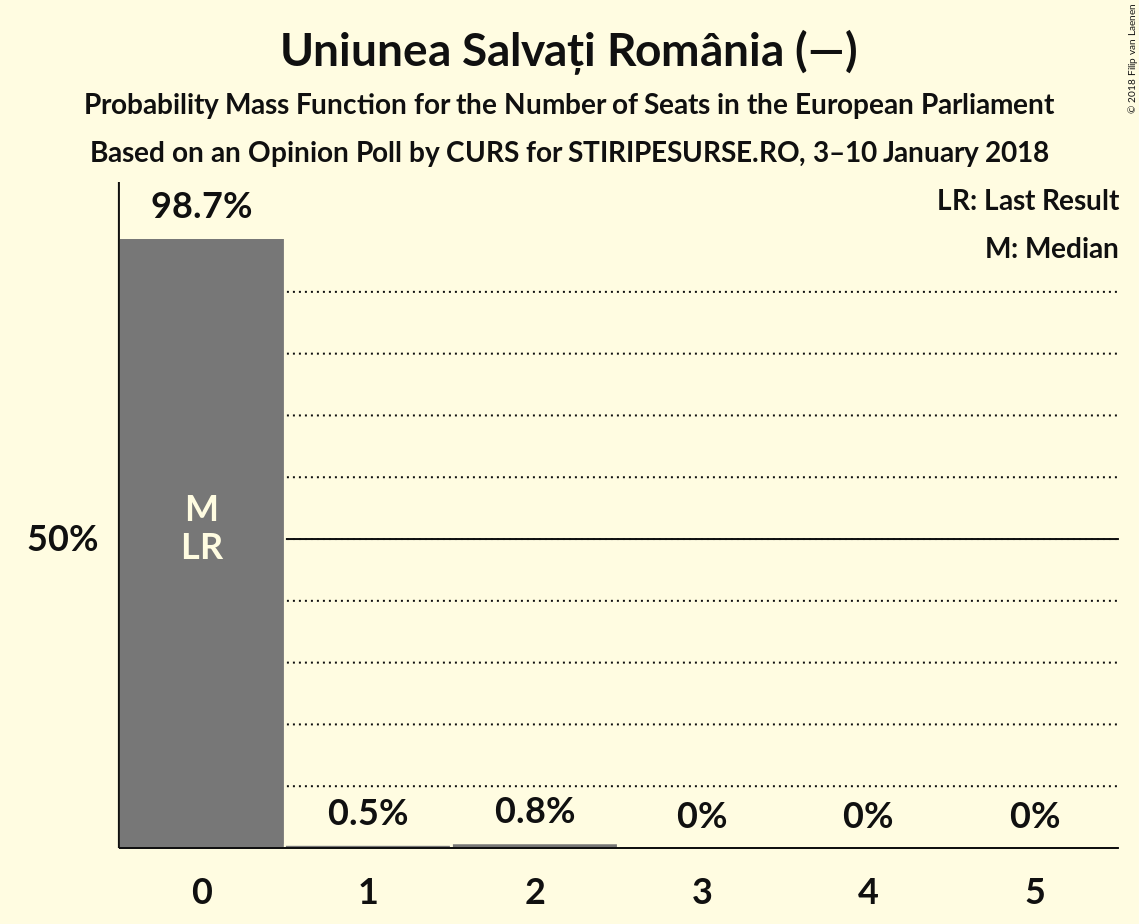 Uniunea Salvați România (—)
Probability Mass Function for the Number of Seats in the European Parliament
Based on an Opinion Poll by CURS for STIRIPESURSE.RO, 3–10 January 2018
© 2018 Filip van Laenen
LR: Last Result
M: Median
98.7%
M
LR
50%
0.5%
0.8%
0%
0%
0%
0
1
2
3
4
5